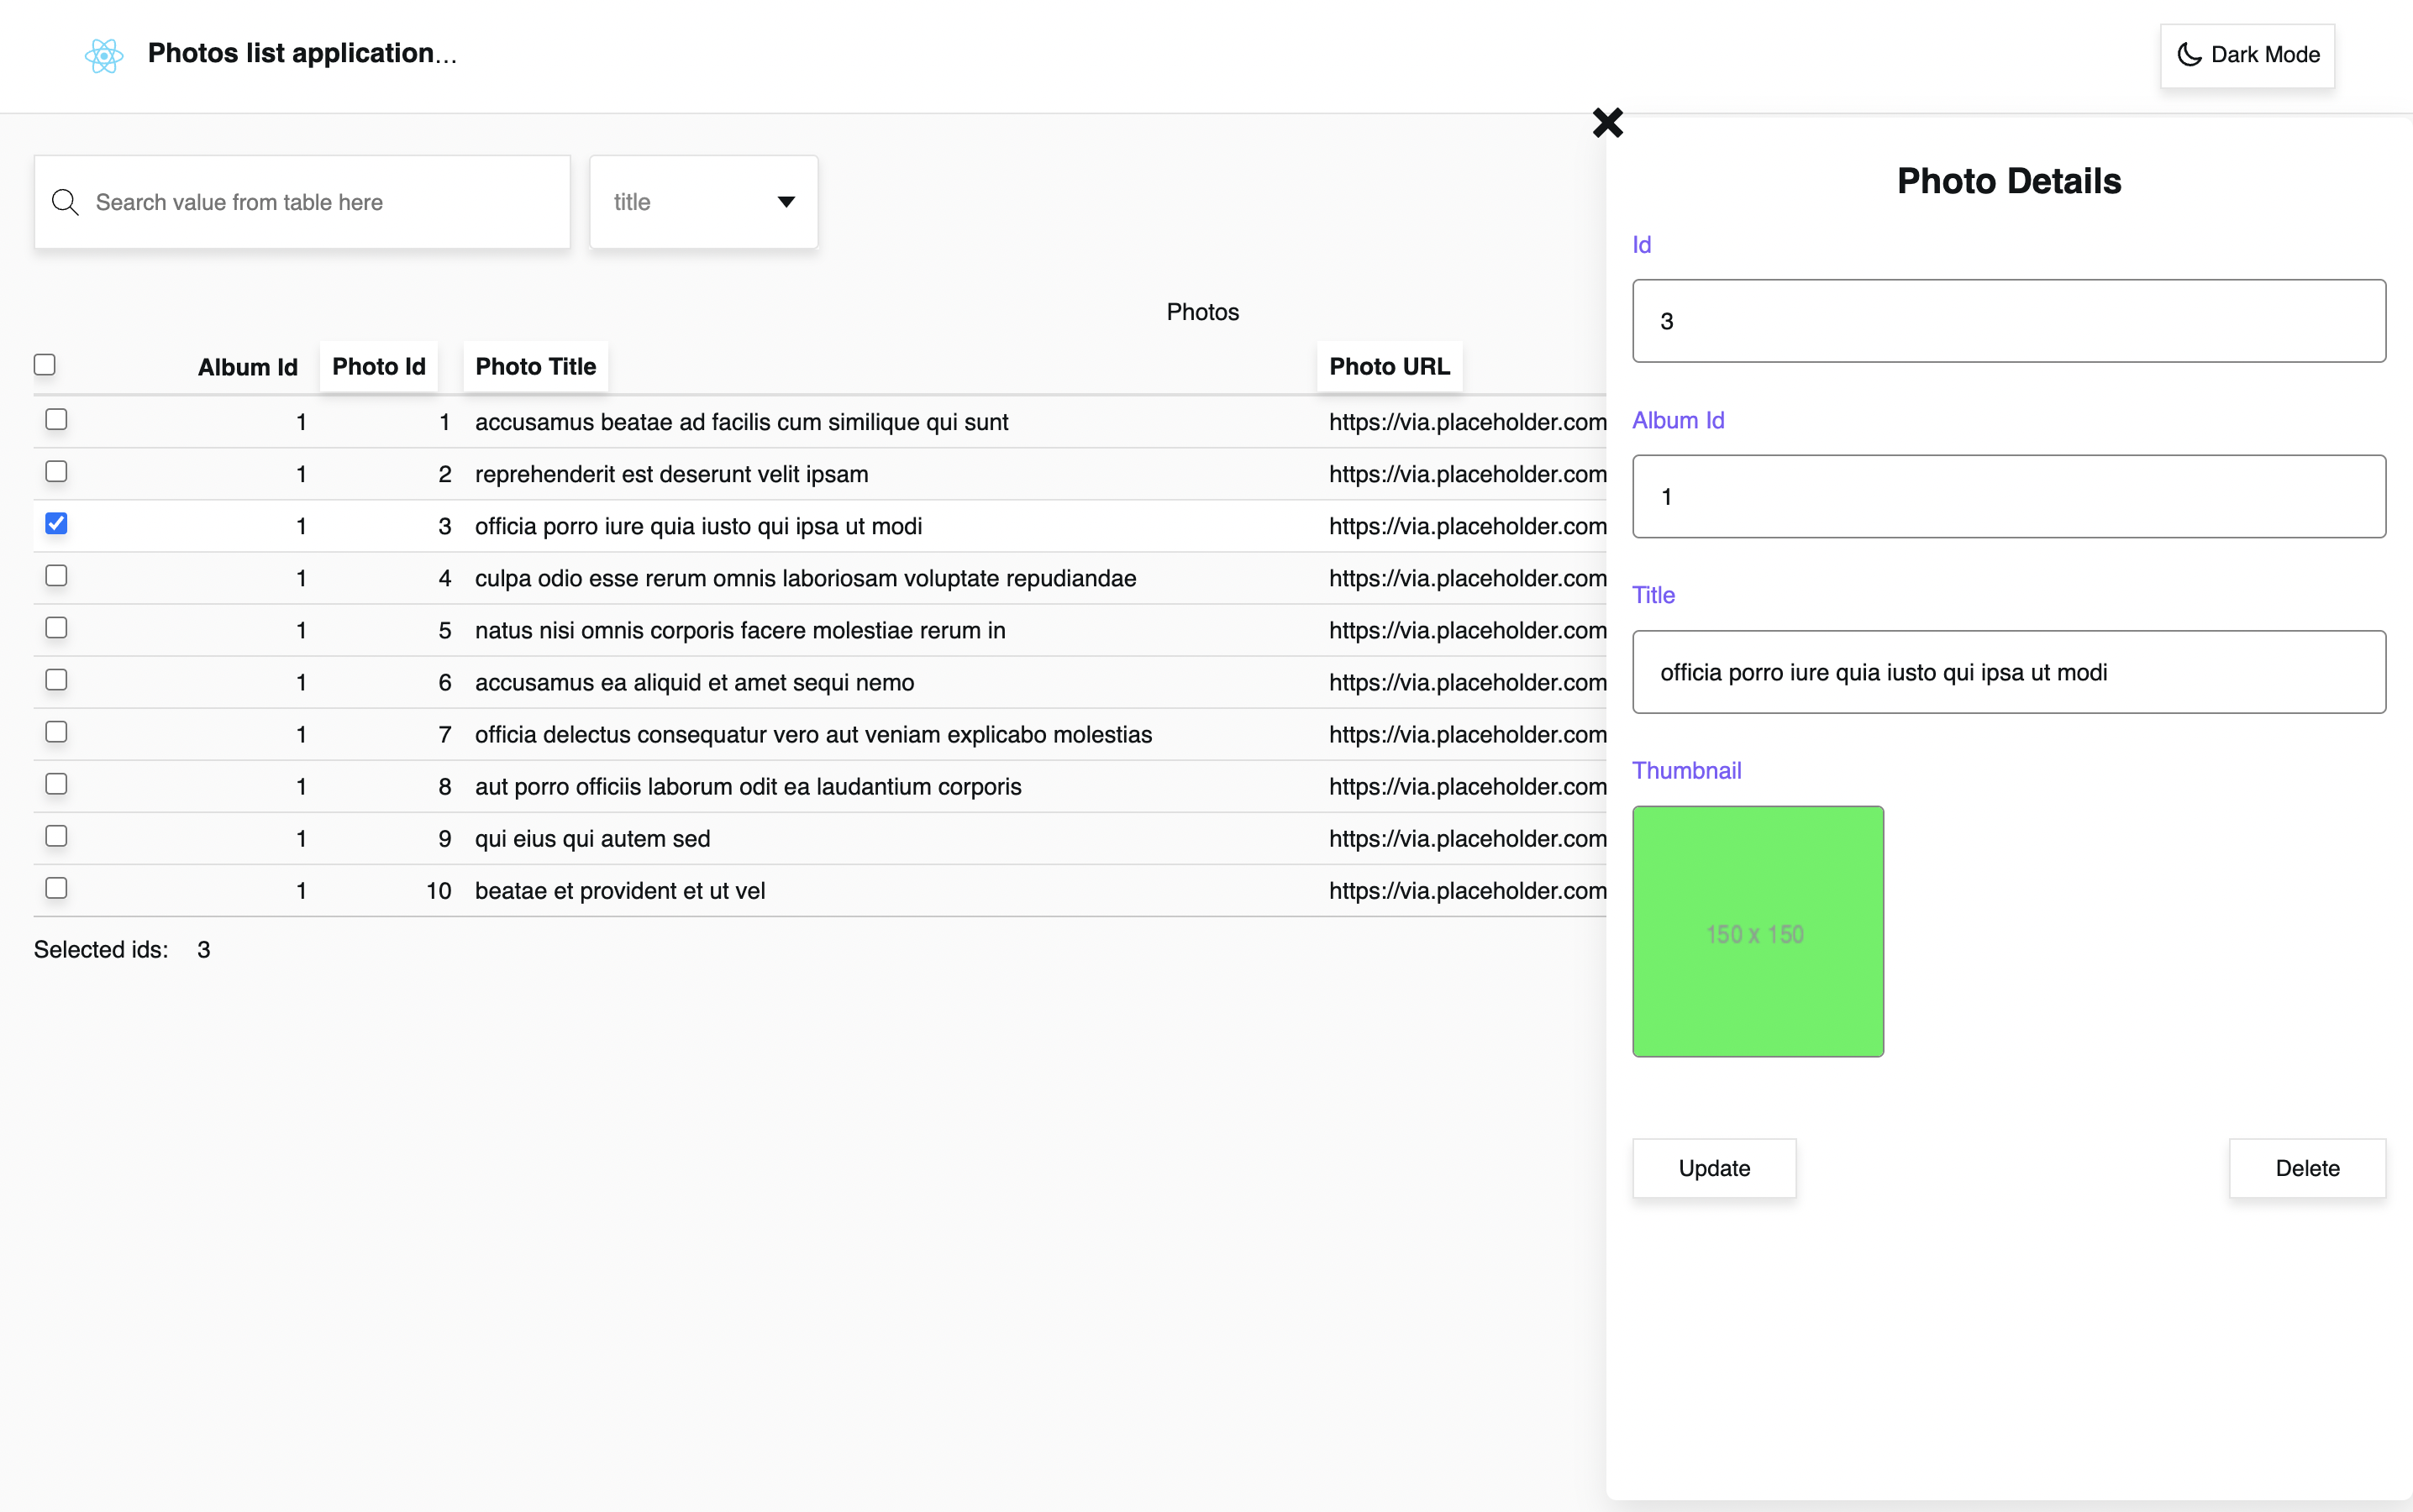 Photos list application...
Dark Mode
Search value from table here
title
Photos
Album Id Photo Id Photo Title Photo URL
1 1 accusamus beatae ad facilis cum similique qui sunt https://via.placeholder.com
1 2 reprehenderit est deserunt velit ipsam https://via.placeholder.com
1 3 officia porro iure quia iusto qui ipsa ut modi https://via.placeholder.com
1 4 culpa odio esse rerum omnis laboriosam voluptate repudiandae https://via.placeholder.com
1 5 natus nisi omnis corporis facere molestiae rerum in https://via.placeholder.com
1 6 accusamus ea aliquid et amet sequi nemo https://via.placeholder.com
1 7 officia delectus consequatur vero aut veniam explicabo molestias https://via.placeholder.com
1 8 aut porro officiis laborum odit ea laudantium corporis https://via.placeholder.com
1 9 qui eius qui autem sed https://via.placeholder.com
1 10 beatae et provident et ut vel https://via.placeholder.com
Selected ids: 3
Photo Details
Id
3
Album Id
1
Title
officia porro iure quia iusto qui ipsa ut modi
Thumbnail
150 x 150
Update
Delete